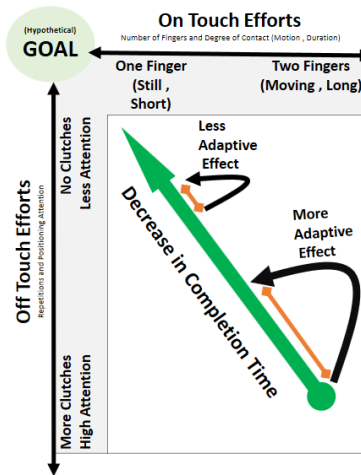 On Touch Efforts
Number of Fingers and Degree of Contact (Motion , Duration)
(Hypothetical)
GOAL
One Finger
(Still ,
Short)
Two Fingers
(Moving , Long)
Off Touch Efforts
Repetitions and Positioning Attention
No Clutches
Less Attention
More Clutches
High Attention
Less
Adaptive
Effect
More
Adaptive
Effect
Decrease in Completion Time